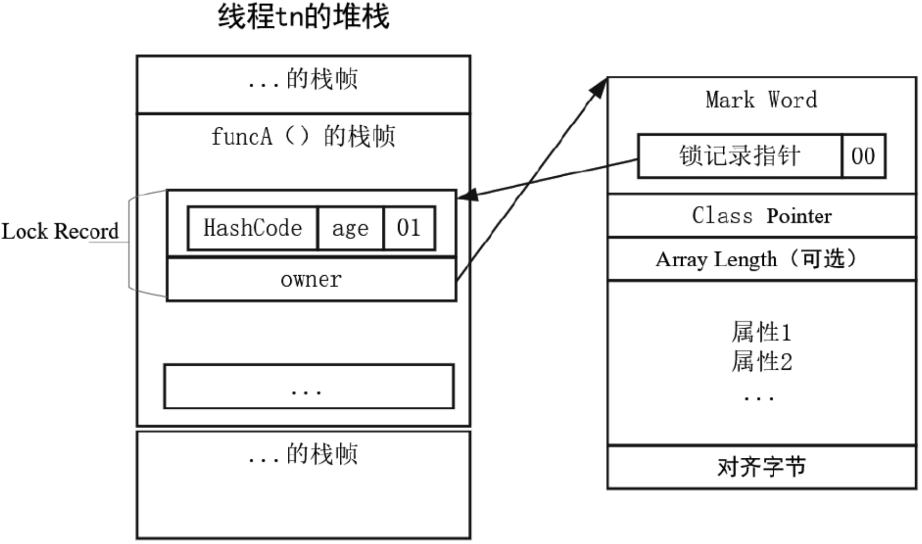 线程tn的堆栈
...的栈帧
funcA（）的栈帧
Lock Record
HashCode age 01
owner
...
...的栈帧
Mark Word
锁记录指针 00
Class Pointer
Array Length（可选）
属性1
属性2
...
对齐字节